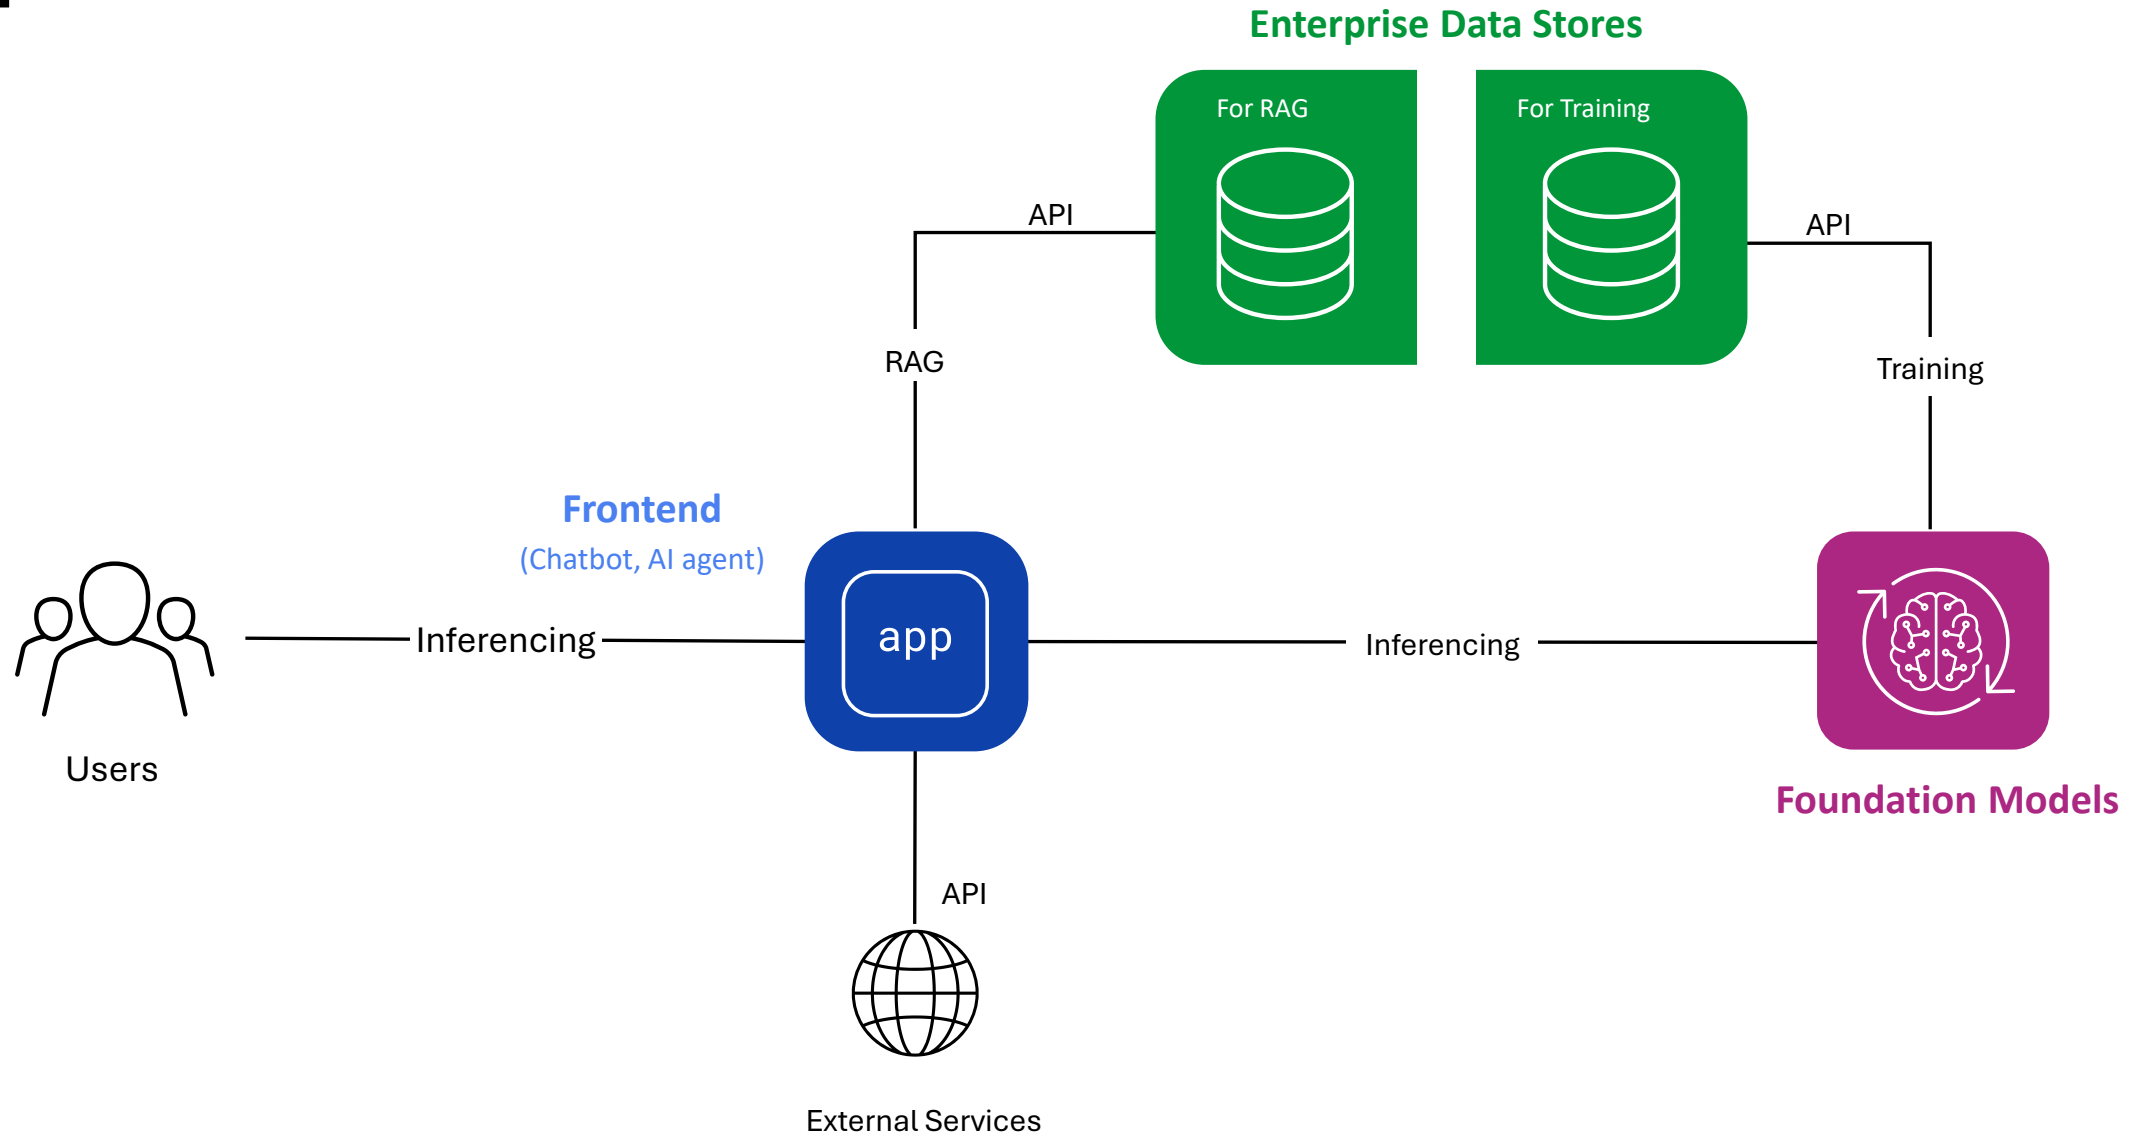 Enterprise Data Stores
For RAG
For Training
API
API
RAG
Training
Frontend
(Chatbot, AI agent)
app
Inferencing
Inferencing
Users
Foundation Models
API
External Services